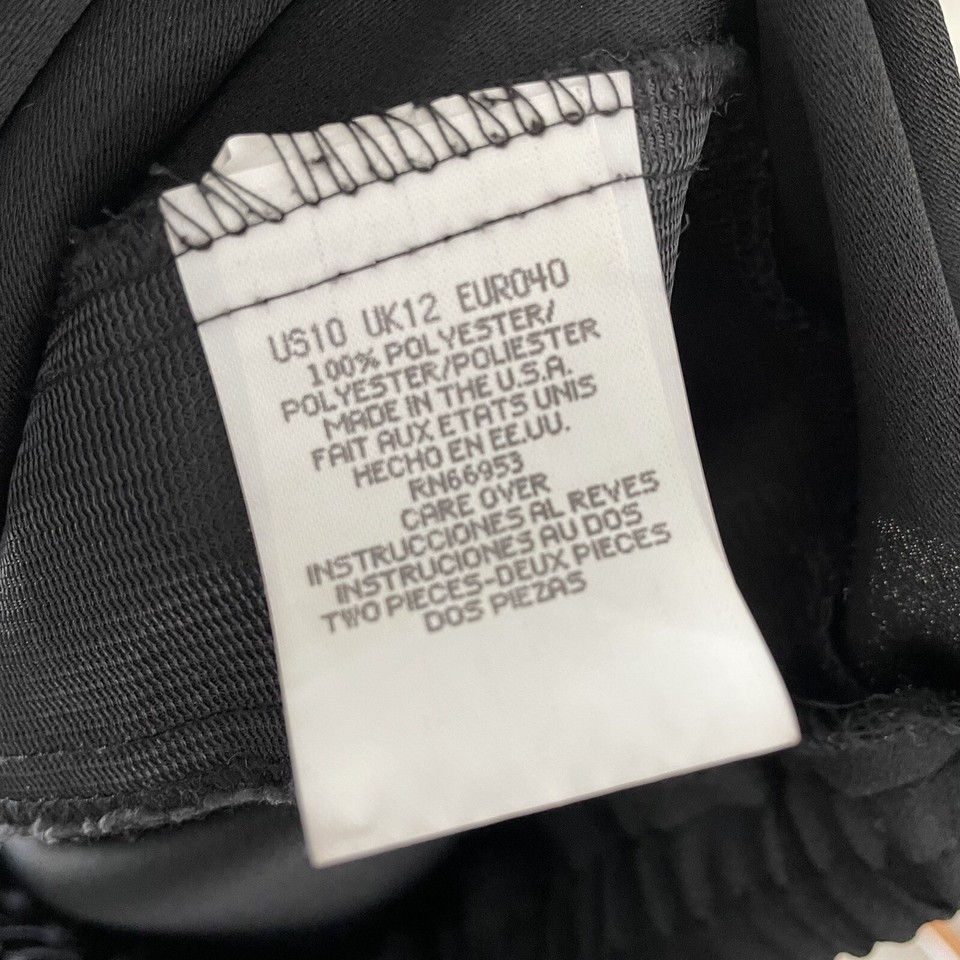 US10 UK12 EURO40
100% POLYESTER/
POLYESTER/POLIESTER
MADE IN THE U.S.A.
FAIT AUX ETATS UNIS
HECHO EN EE.UU.
RN66953
CARE OVER
INSTRUCCIONES AL REVES
INSTRUCIONES AU DOS
TWO PIECES-DEUX PIECES
DOS PIEZAS